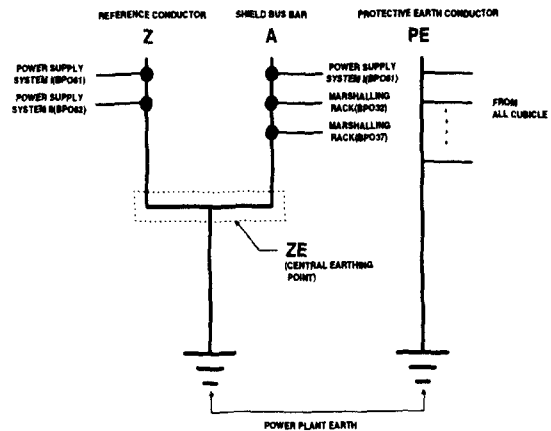 REFERENCE CONDUCTOR
Z
SHIELD BUS BAR
A
PROTECTIVE EARTH CONDUCTOR
PE
POWER SUPPLY
SYSTEM I(BPO61)
POWER SUPPLY
SYSTEM II(BPO62)
POWER SUPPLY
SYSTEM I(BPO61)
MARSHALLING
RACK(BPO32)
MARSHALLING
RACK(BPO37)
FROM
ALL CUBICLE
ZE
(CENTRAL EARTHING
POINT)
POWER PLANT EARTH